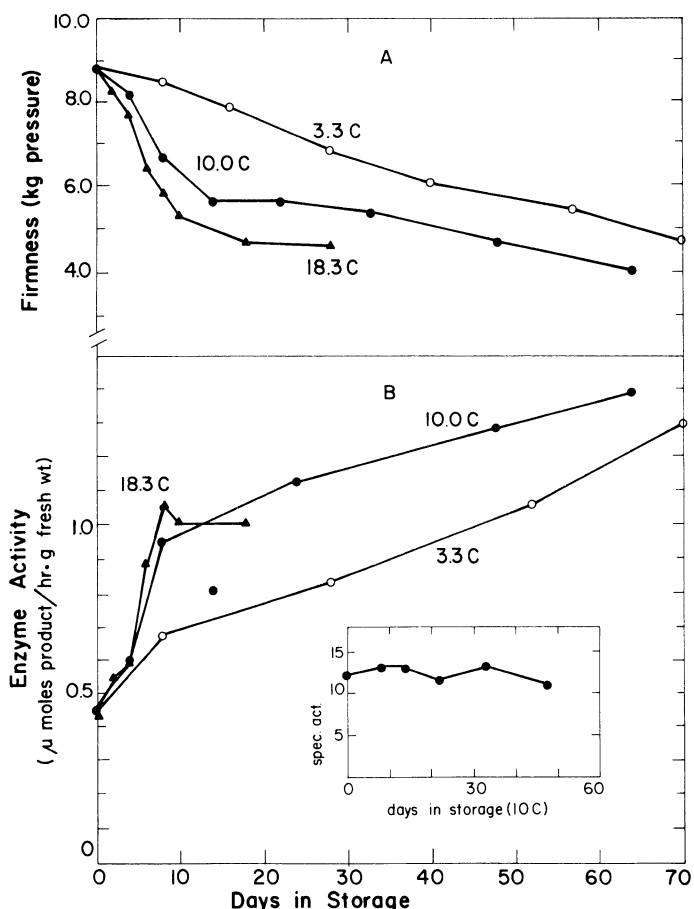 10.0
A
8.0
3.3 C
10.0 C
6.0
18.3 C
4.0
Firmness (kg pressure)
B
10.0 C
18.3 C
1.0
3.3 C
0.5
0
Enzyme Activity
(μ moles product/hr·g fresh wt)
15
10
5
spec. act.
0 30 60
days in storage (10C)
0 10 20 30 40 50 60 70
Days in Storage